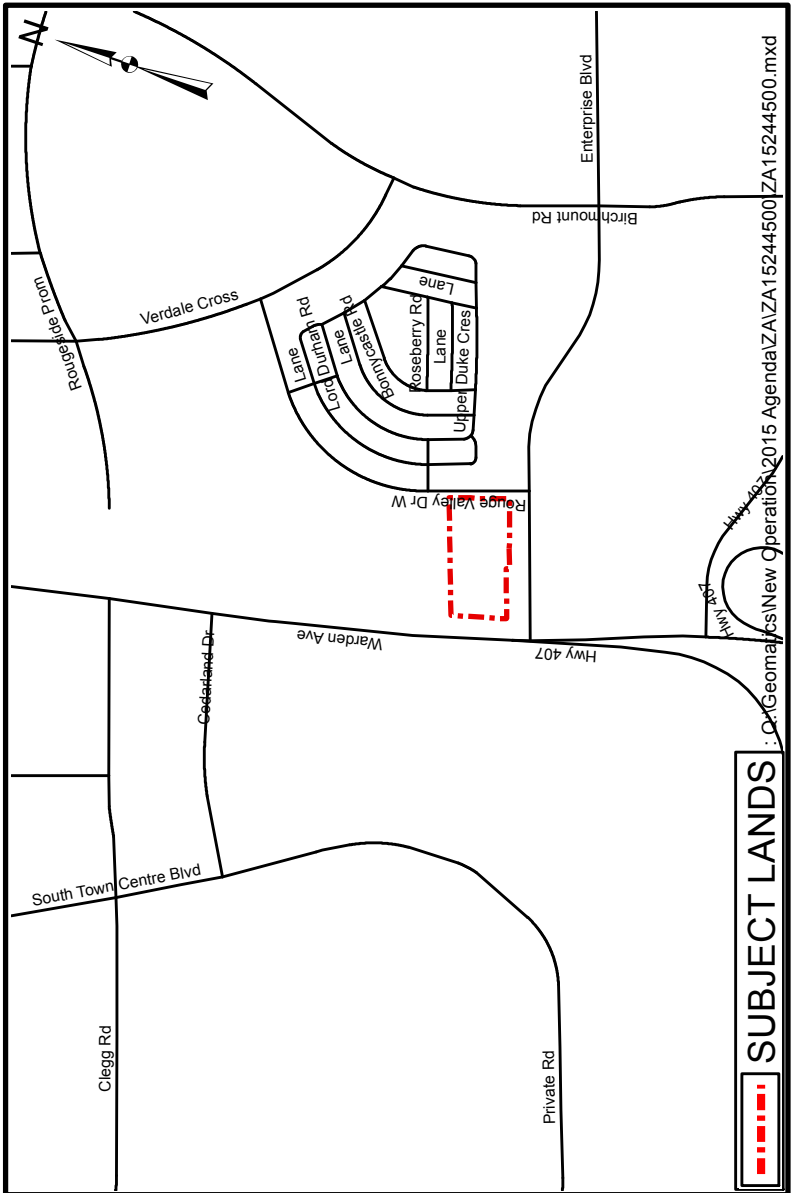 N
Enterprise Blvd
Birchmount Rd
Rougeside Prom
Verdale Cross
Lane
Lord Durham Rd
Lane
Bonnycastle Rd
Roseberry Rd
Lane
Lane
Upper Duke Cres
Rouge Valley Dr W
Hwy 407
Hwy 407
Hwy 407
Warden Ave
Cedarland Dr
South Town Centre Blvd
Clegg Rd
Private Rd
SUBJECT LANDS
: Q:\Geomatics\New Operation\2015 Agenda\ZA\ZA15244500\ZA15244500.mxd